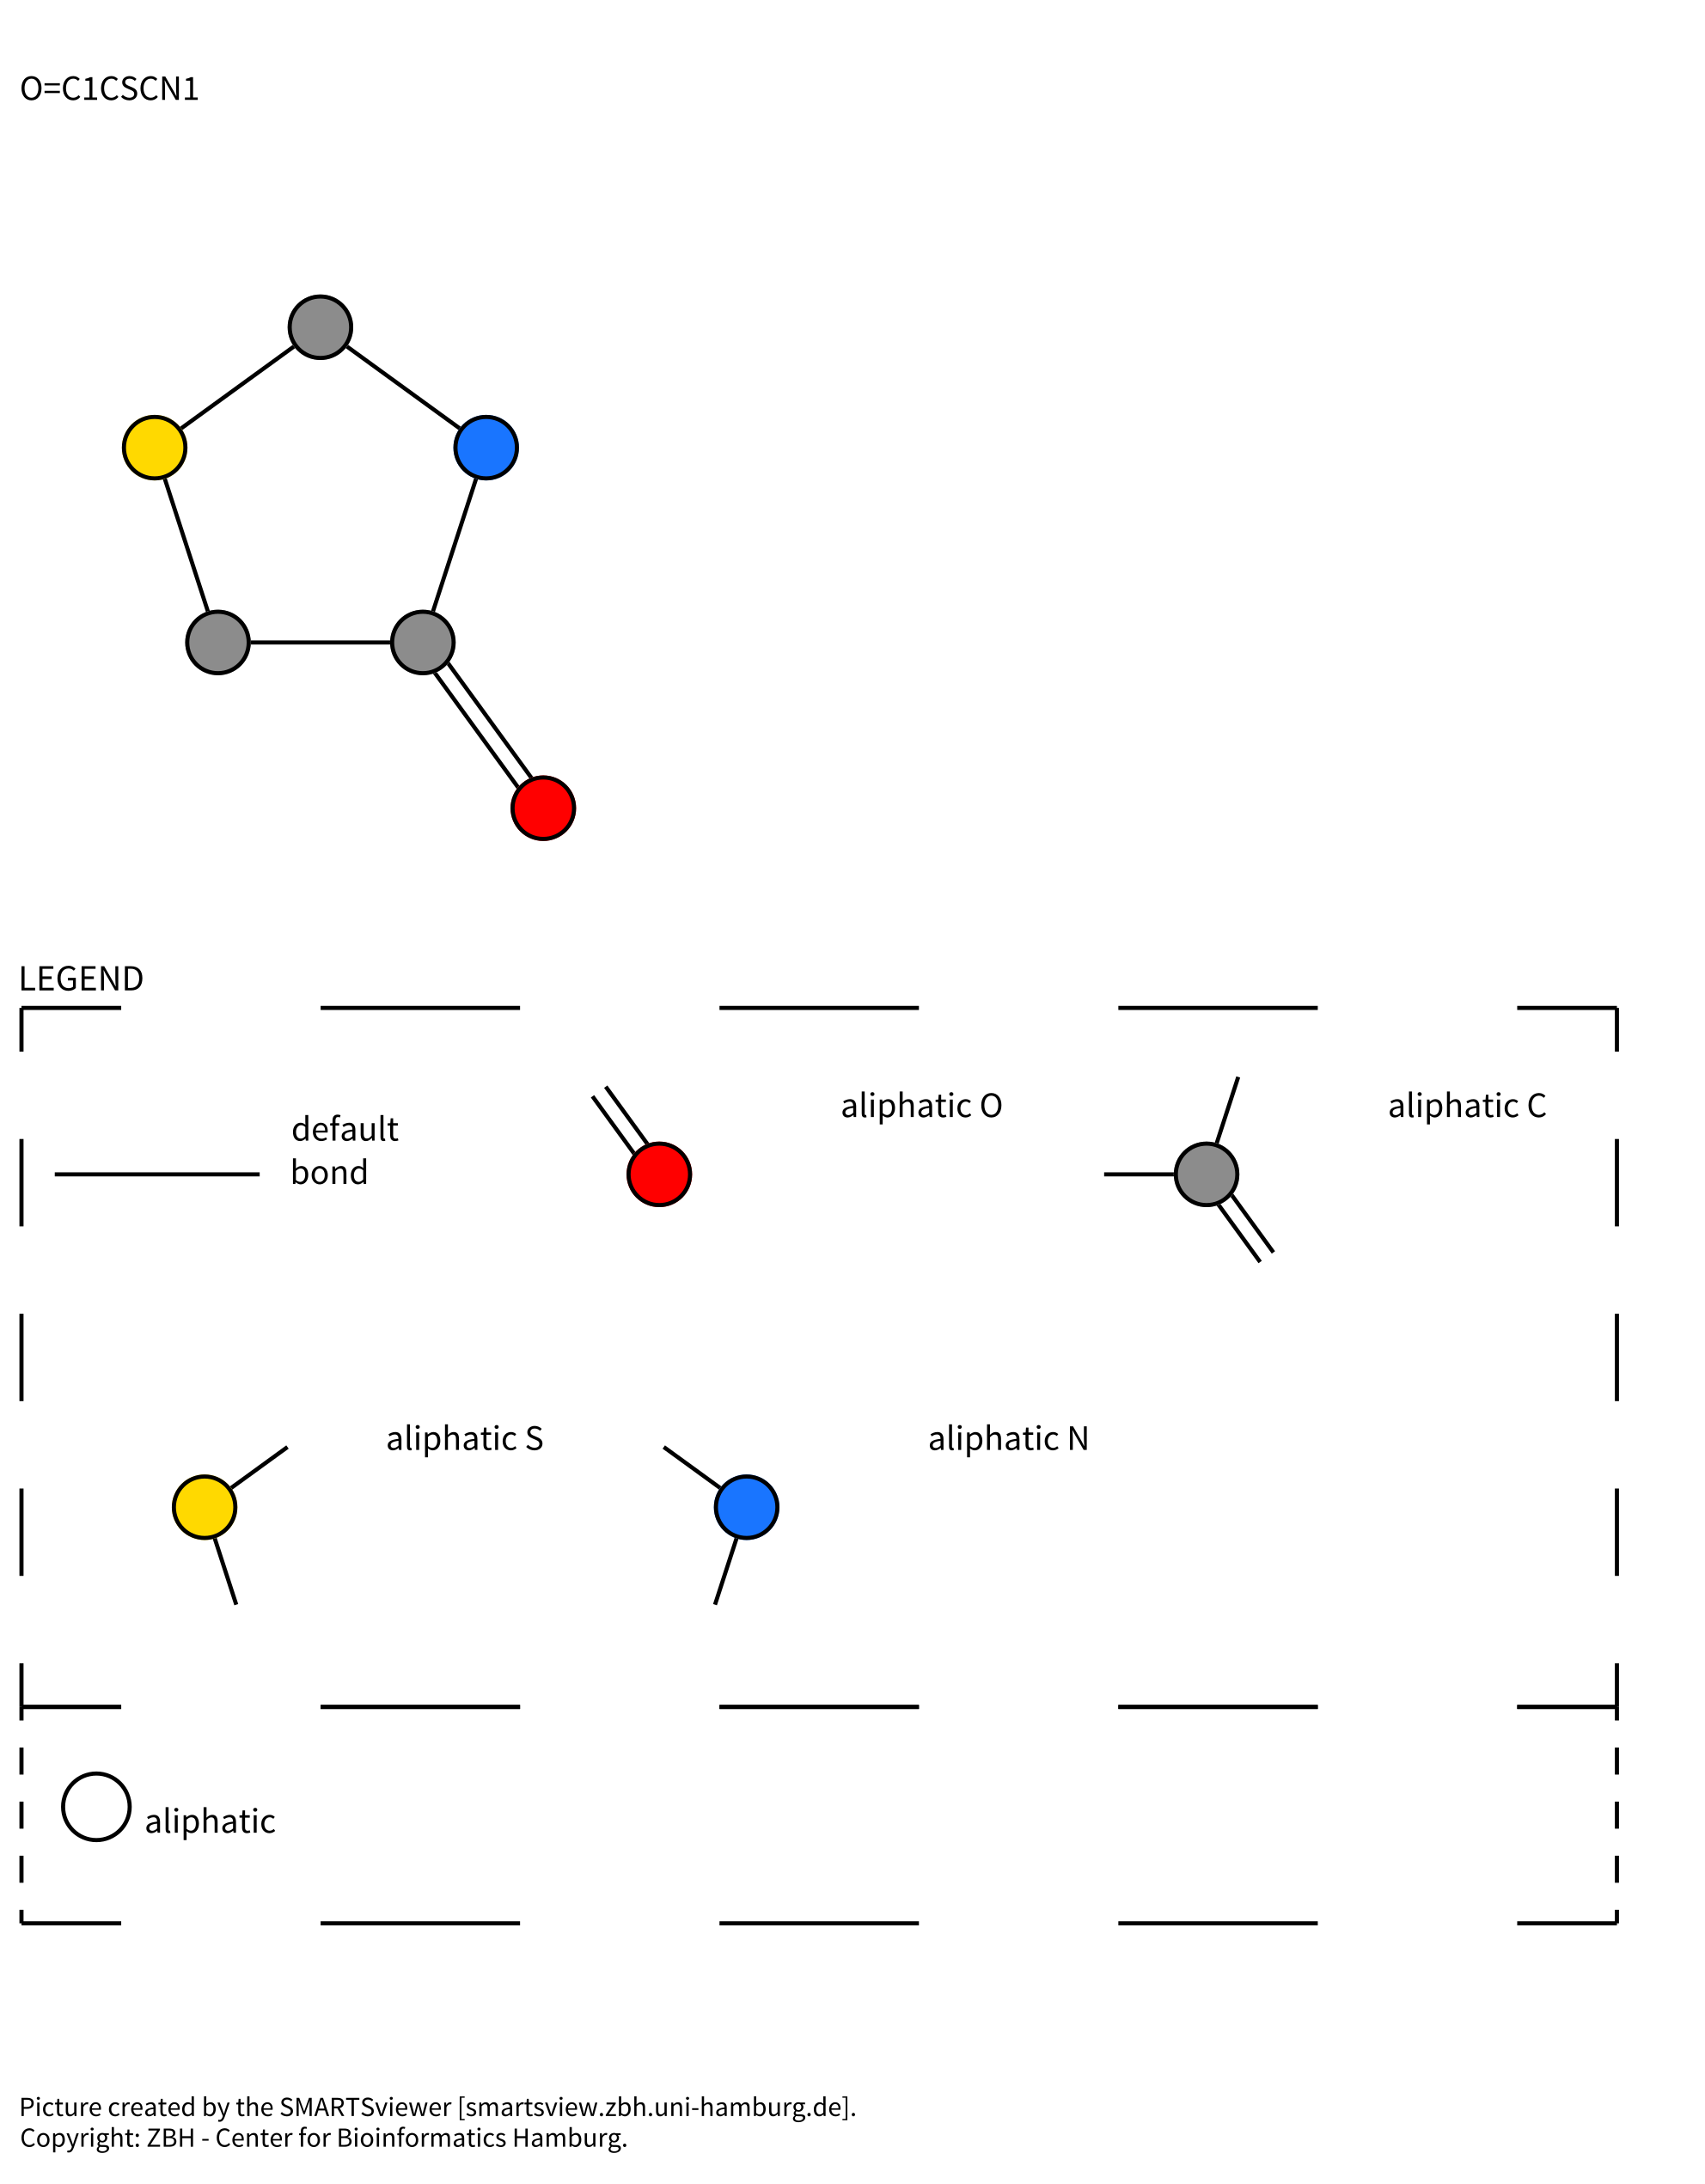 O=C1CSCN1
LEGEND
default
bond
aliphatic O
aliphatic C
aliphatic S
aliphatic N
aliphatic
Picture created by the SMARTSviewer [smartsview.zbh.uni-hamburg.de].
Copyright: ZBH - Center for Bioinformatics Hamburg.